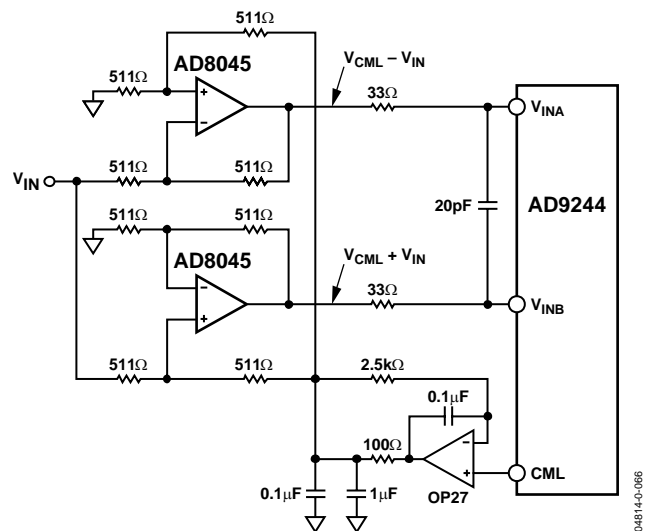 511Ω
AD8045
511Ω
V_CML – V_IN
33Ω
V_INA
V_IN
511Ω
511Ω
511Ω
511Ω
20pF
AD9244
AD8045
V_CML + V_IN
33Ω
V_INB
511Ω
511Ω
2.5kΩ
0.1µF
100Ω
CML
0.1µF
1µF
OP27
04814-0-066